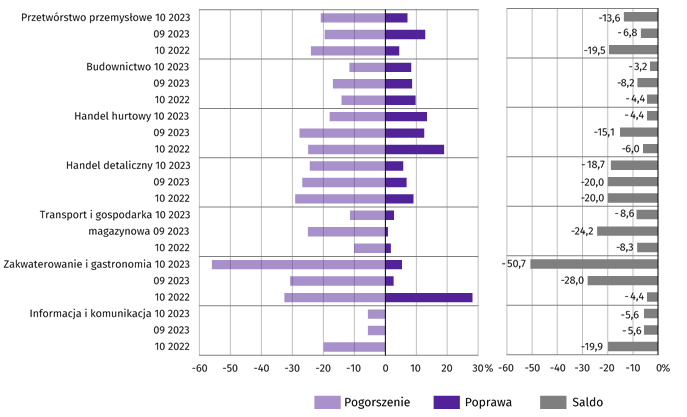 Przetwórstwo przemysłowe 10 2023 -13,6
09 2023 -6,8
10 2022 -19,5
Budownictwo 10 2023 -3,2
09 2023 -8,2
10 2022 -4,4
Handel hurtowy 10 2023 -4,4
09 2023 -15,1
10 2022 -6,0
Handel detaliczny 10 2023 -18,7
09 2023 -20,0
10 2022 -20,0
Transport i gospodarka 10 2023 -8,6
magazynowa 09 2023 -24,2
10 2022 -8,3
Zakwaterowanie i gastronomia 10 2023 -50,7
09 2023 -28,0
10 2022 -4,4
Informacja i komunikacja 10 2023 -5,6
09 2023 -5,6
10 2022 -19,9
-60 -50 -40 -30 -20 -10 0 10 20 30 % -60 -50 -40 -30 -20 -10 0%
Pogorszenie Poprawa Saldo